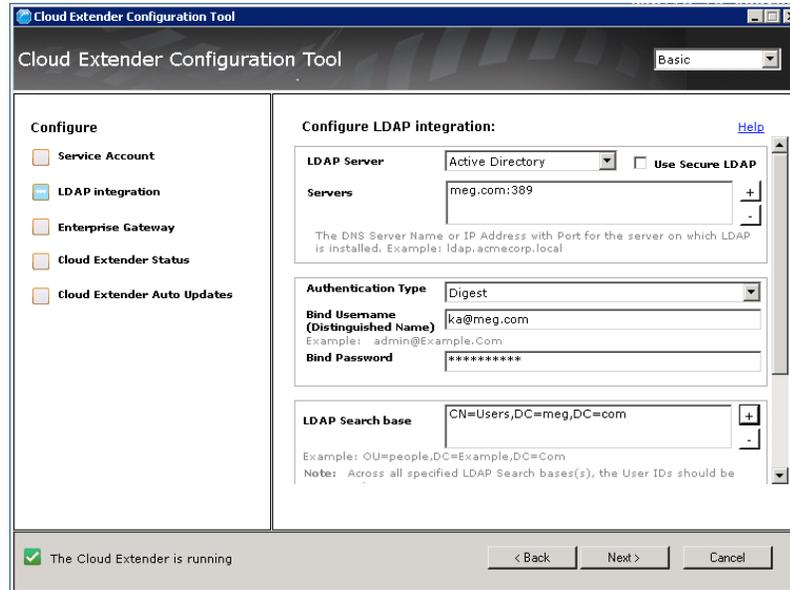 Cloud Extender Configuration Tool
Cloud Extender Configuration Tool
Basic
Configure
Service Account
LDAP integration
Enterprise Gateway
Cloud Extender Status
Cloud Extender Auto Updates
Configure LDAP integration:
Help
LDAP Server
Active Directory
Use Secure LDAP
Servers
meg.com:389
+
-
The DNS Server Name or IP Address with Port for the server on which LDAP
is installed. Example: ldap.acmecorp.local
Authentication Type
Digest
Bind Username
(Distinguished Name)
ka@meg.com
Example: admin@Example.Com
Bind Password
**********
LDAP Search base
CN=Users,DC=meg,DC=com
+
-
Example: OU=people,DC=Example,DC=Com
Note: Across all specified LDAP Search bases(s), the User IDs should be
The Cloud Extender is running
< Back
Next >
Cancel